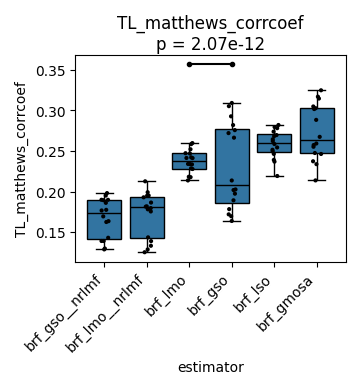 TL_matthews_corrcoef
p = 2.07e-12
TL_matthews_corrcoef
0.35
0.30
0.25
0.20
0.15
brf_gso__nrlmf
brf_lmo__nrlmf
brf_lmo
brf_gso
brf_lso
brf_gmosa
estimator